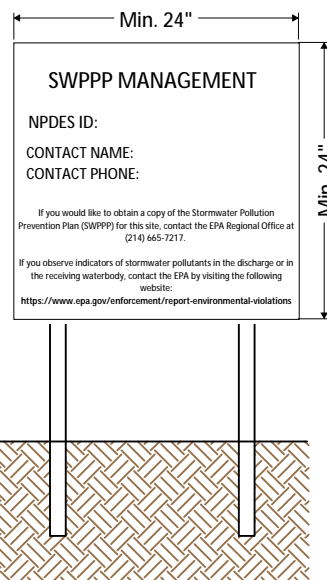 Min. 24"
SWPPP MANAGEMENT
NPDES ID:
CONTACT NAME:
CONTACT PHONE:
Min. 24"
If you would like to obtain a copy of the Stormwater Pollution
Prevention Plan (SWPPP) for this site, contact the EPA Regional Office at
(214) 665-7217.
If you observe indicators of stormwater pollutants in the discharge or in
the receiving waterbody, contact the EPA by visiting the following
website:
https://www.epa.gov/enforcement/report-environmental-violations